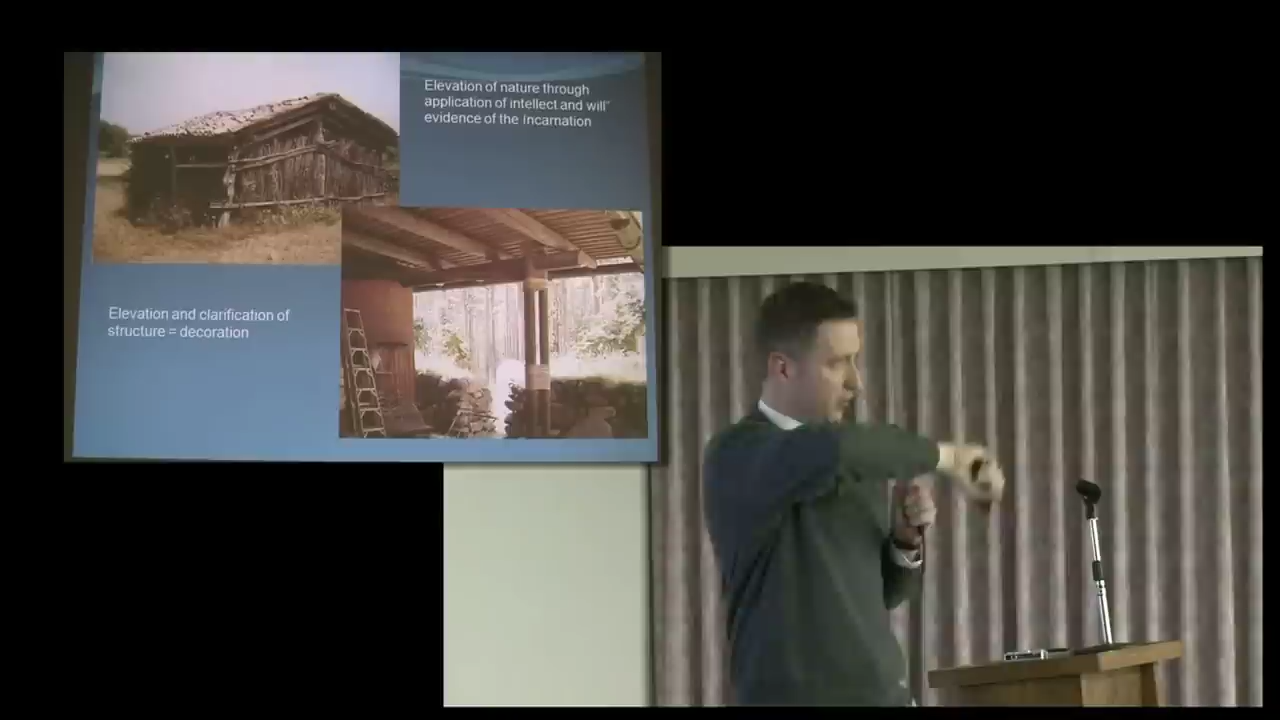 Elevation of nature through
application of intellect and will"
evidence of the Incarnation
Elevation and clarification of
structure = decoration